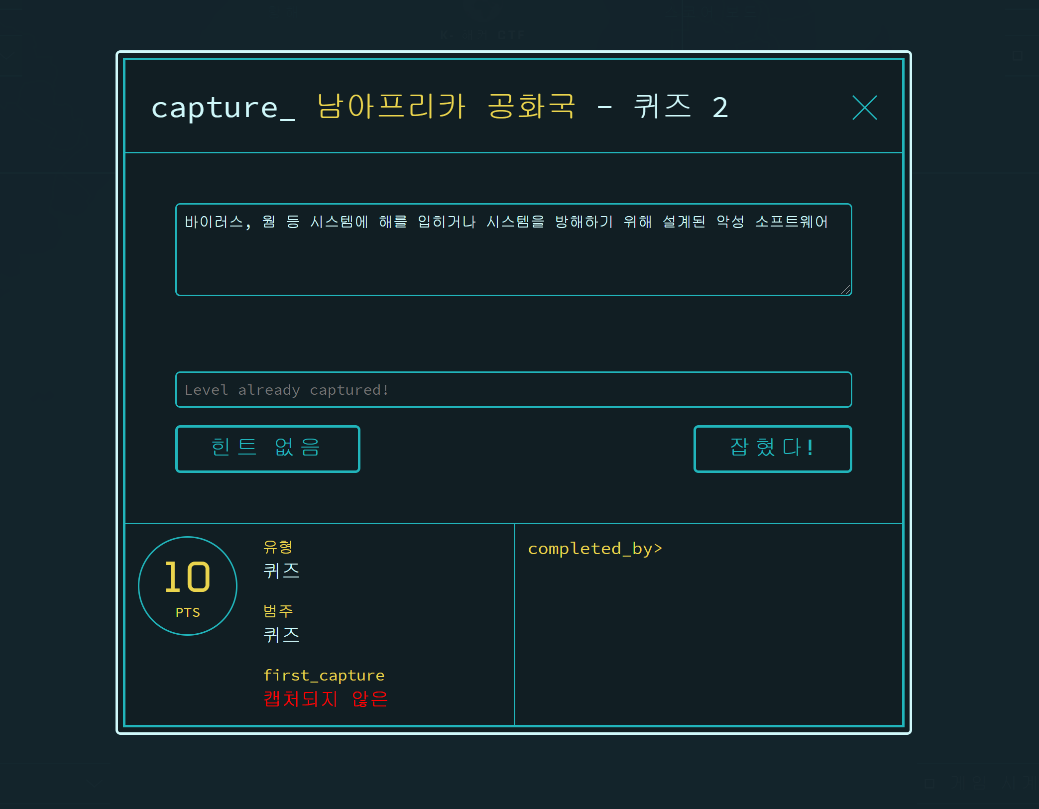 capture_ 남아프리카 공화국 - 퀴즈 2
바이러스, 웜 등 시스템에 해를 입히거나 시스템을 방해하기 위해 설계된 악성 소프트웨어
Level already captured!
힌트 없음
잡혔다!
10
PTS
유형
퀴즈
범주
퀴즈
first_capture
캡처되지 않은
completed_by>